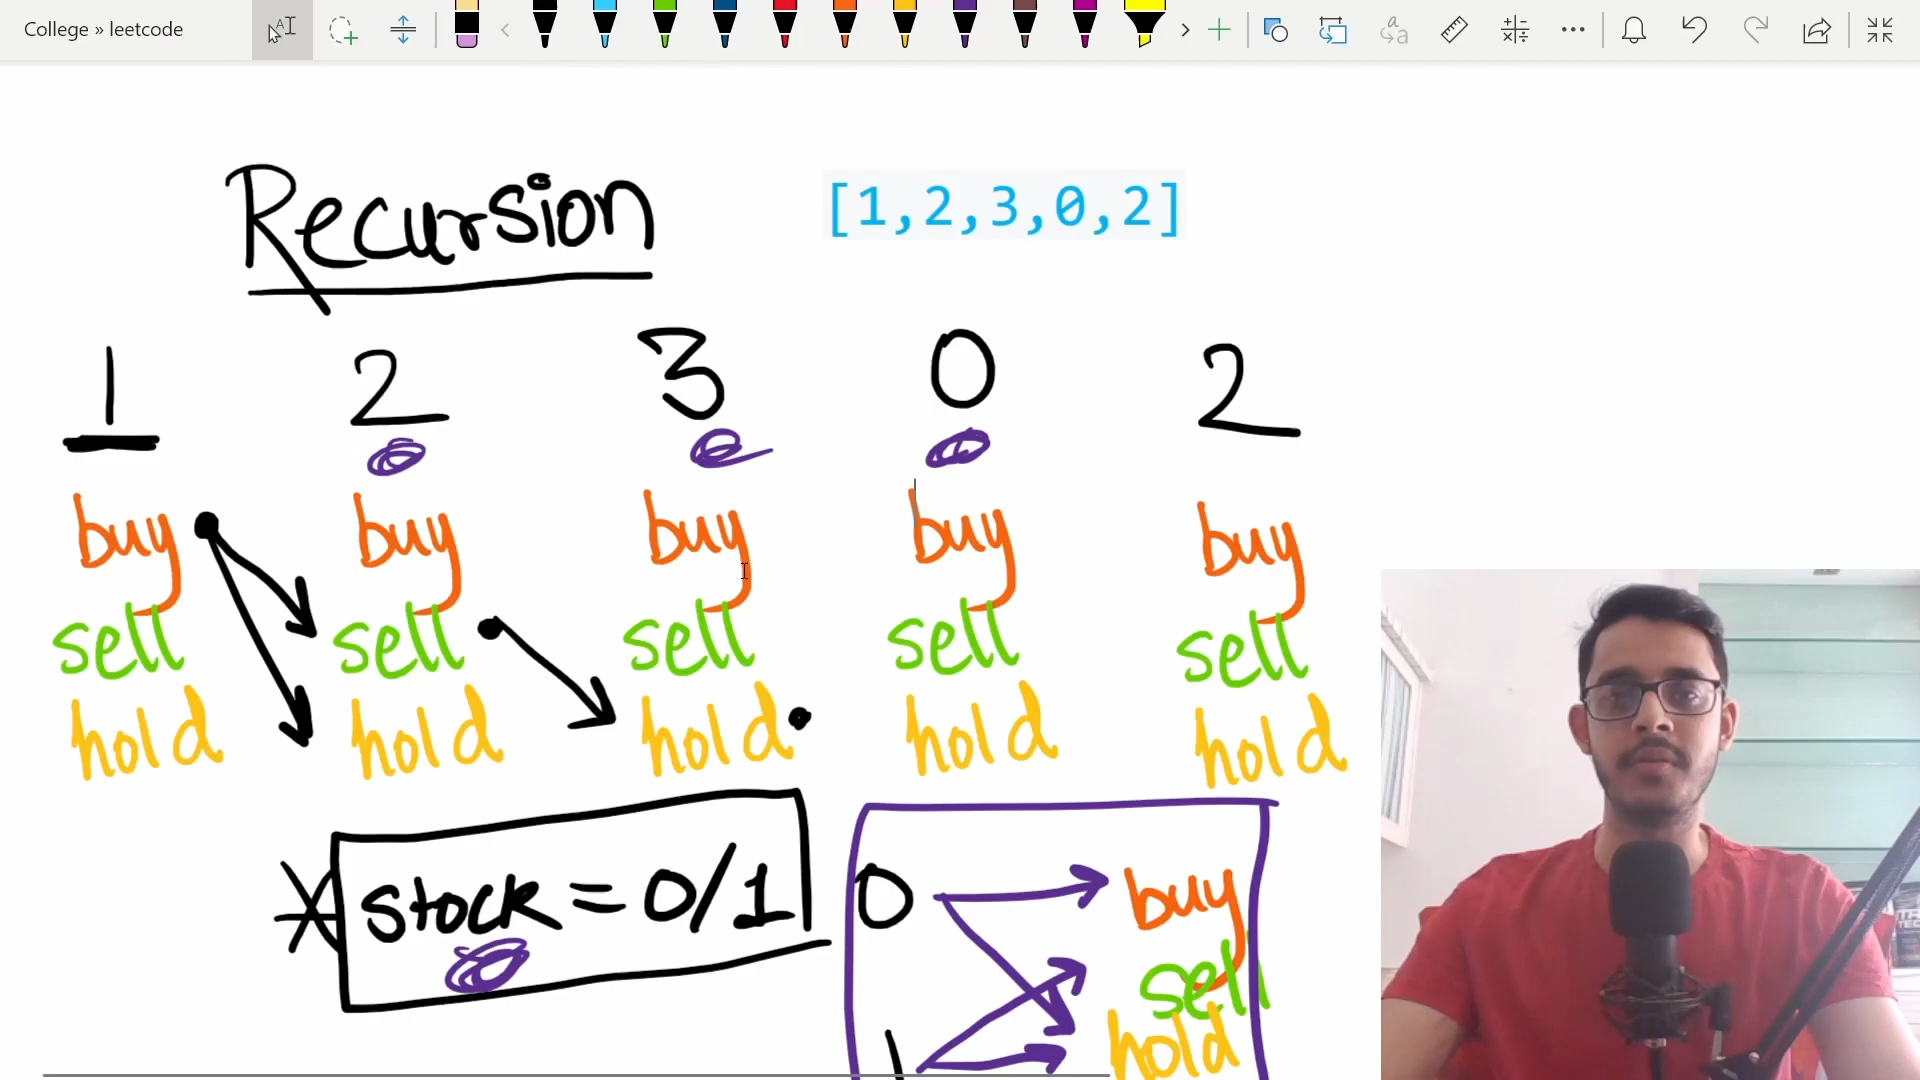 College » leetcode
Recursion
[1,2,3,0,2]
1 2 3 0 2
buy buy buy buy buy
sell sell sell sell sell
hold hold hold hold hold
stock = 0/1
0 buy
sell
1 hold